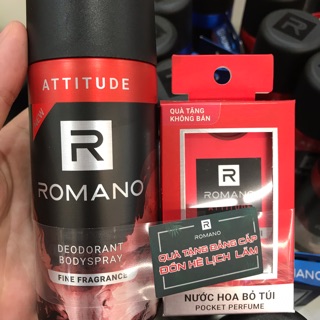 ATTITUDE
R
ROMANO
DEODORANT
BODYSPRAY
FINE FRAGRANCE
QUÀ TẶNG
KHÔNG BÁN
R
ROMANO
ROMANO
QUÀ TẶNG ĐẲNG CẤP
ĐÓN HÈ LỊCH LÃM
NƯỚC HOA BỎ TÚI
POCKET PERFUME